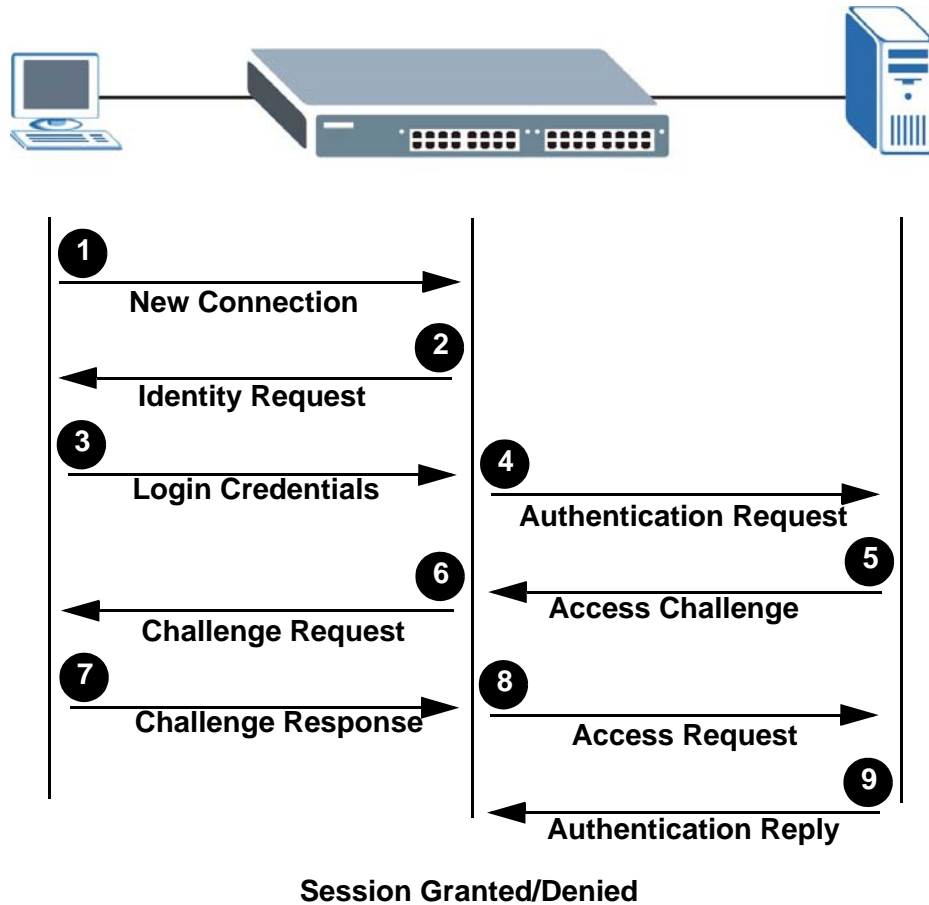 1
New Connection
2
Identity Request
3
Login Credentials
4
Authentication Request
5
Access Challenge
6
Challenge Request
7
Challenge Response
8
Access Request
9
Authentication Reply
Session Granted/Denied